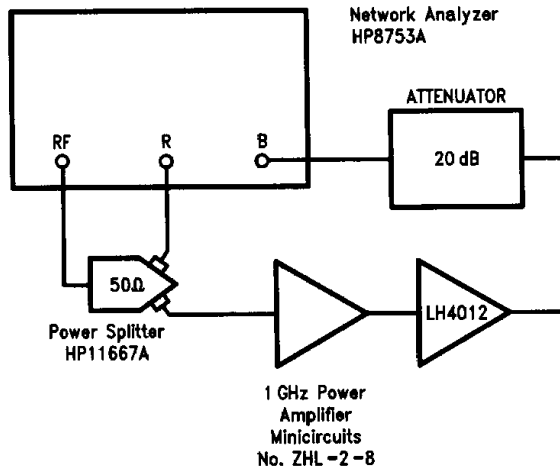 Network Analyzer
HP8753A
ATTENUATOR
RF
R
B
20 dB
50Ω
Power Splitter
HP11667A
LH4012
1 GHz Power
Amplifier
Minicircuits
No. ZHL-2-8